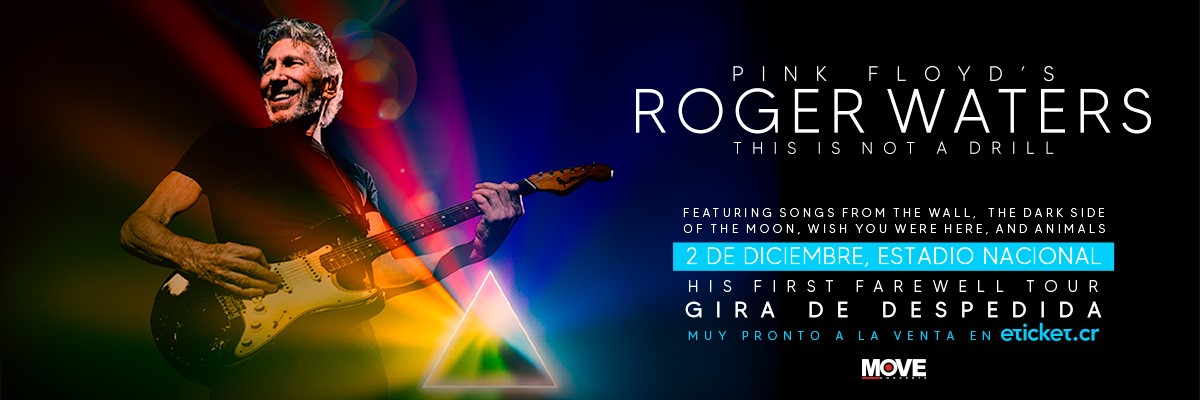 PINK FLOYD'S
ROGER WATERS
THIS IS NOT A DRILL
FEATURING SONGS FROM THE WALL, THE DARK SIDE
OF THE MOON, WISH YOU WERE HERE, AND ANIMALS
2 DE DICIEMBRE, ESTADIO NACIONAL
HIS FIRST FAREWELL TOUR
GIRA DE DESPEDIDA
MUY PRONTO A LA VENTA EN eticket.cr
MOVE
CONCERTS